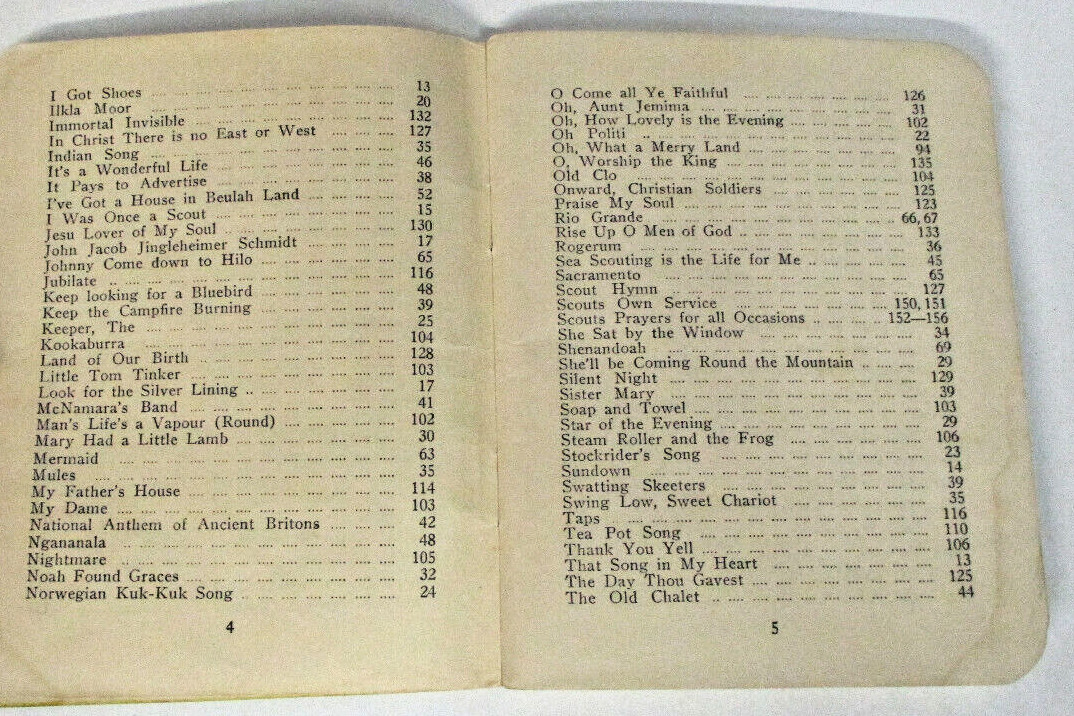 I Got Shoes .... .... .... 13
Ilkla Moor .... .... .... 20
Immortal Invisible .... .... .... 132
In Christ There is no East or West .... .... .... 127
Indian Song .... .... .... 35
It's a Wonderful Life .... .... .... 46
It Pays to Advertise .... .... .... 38
I've Got a House in Beulah Land .... .... .... 52
I Was Once a Scout .... .... .... 15
Jesu Lover of My Soul .... .... .... 130
John Jacob Jingleheimer Schmidt .... .... .... 17
Johnny Come down to Hilo .... .... .... 65
Jubilate .... .... .... 116
Keep looking for a Bluebird .... .... .... 48
Keep the Campfire Burning .... .... .... 39
Keeper, The .... .... .... 25
Kookaburra .... .... .... 104
Land of Our Birth .... .... .... 128
Little Tom Tinker .... .... .... 103
Look for the Silver Lining .... .... .... 17
McNamara's Band .... .... .... 41
Man's Life's a Vapour (Round) .... .... .... 102
Mary Had a Little Lamb .... .... .... 30
Mermaid .... .... .... 63
Mules .... .... .... 35
My Father's House .... .... .... 114
My Dame .... .... .... 103
National Anthem of Ancient Britons .... .... .... 42
Ngananala .... .... .... 48
Nightmare .... .... .... 105
Noah Found Graces .... .... .... 32
Norwegian Kuk-Kuk Song .... .... .... 24
4
O Come all Ye Faithful .... .... .... 126
Oh, Aunt Jemima .... .... .... 31
Oh, How Lovely is the Evening .... .... .... 102
Oh Politi .... .... .... 22
Oh, What a Merry Land .... .... .... 94
O, Worship the King .... .... .... 135
Old Clo .... .... .... 104
Onward, Christian Soldiers .... .... .... 125
Praise My Soul .... .... .... 123
Rio Grande .... .... .... 66, 67
Rise Up O Men of God .... .... .... 133
Rogerum .... .... .... 36
Sea Scouting is the Life for Me .... .... .... 45
Sacramento .... .... .... 65
Scout Hymn .... .... .... 127
Scouts Own Service .... .... .... 150, 151
Scouts Prayers for all Occasions .... .... .... 152—156
She Sat by the Window .... .... .... 34
Shenandoah .... .... .... 69
She'll be Coming Round the Mountain .... .... 29
Silent Night .... .... .... 129
Sister Mary .... .... .... 39
Soap and Towel .... .... .... 103
Star of the Evening .... .... .... 29
Steam Roller and the Frog .... .... .... 106
Stockrider's Song .... .... .... 23
Sundown .... .... .... 14
Swatting Skeeters .... .... .... 39
Swing Low, Sweet Chariot .... .... .... 35
Taps .... .... .... 116
Tea Pot Song .... .... .... 110
Thank You Yell .... .... .... 106
That Song in My Heart .... .... .... 13
The Day Thou Gavest .... .... .... 125
The Old Chalet .... .... .... 44
5